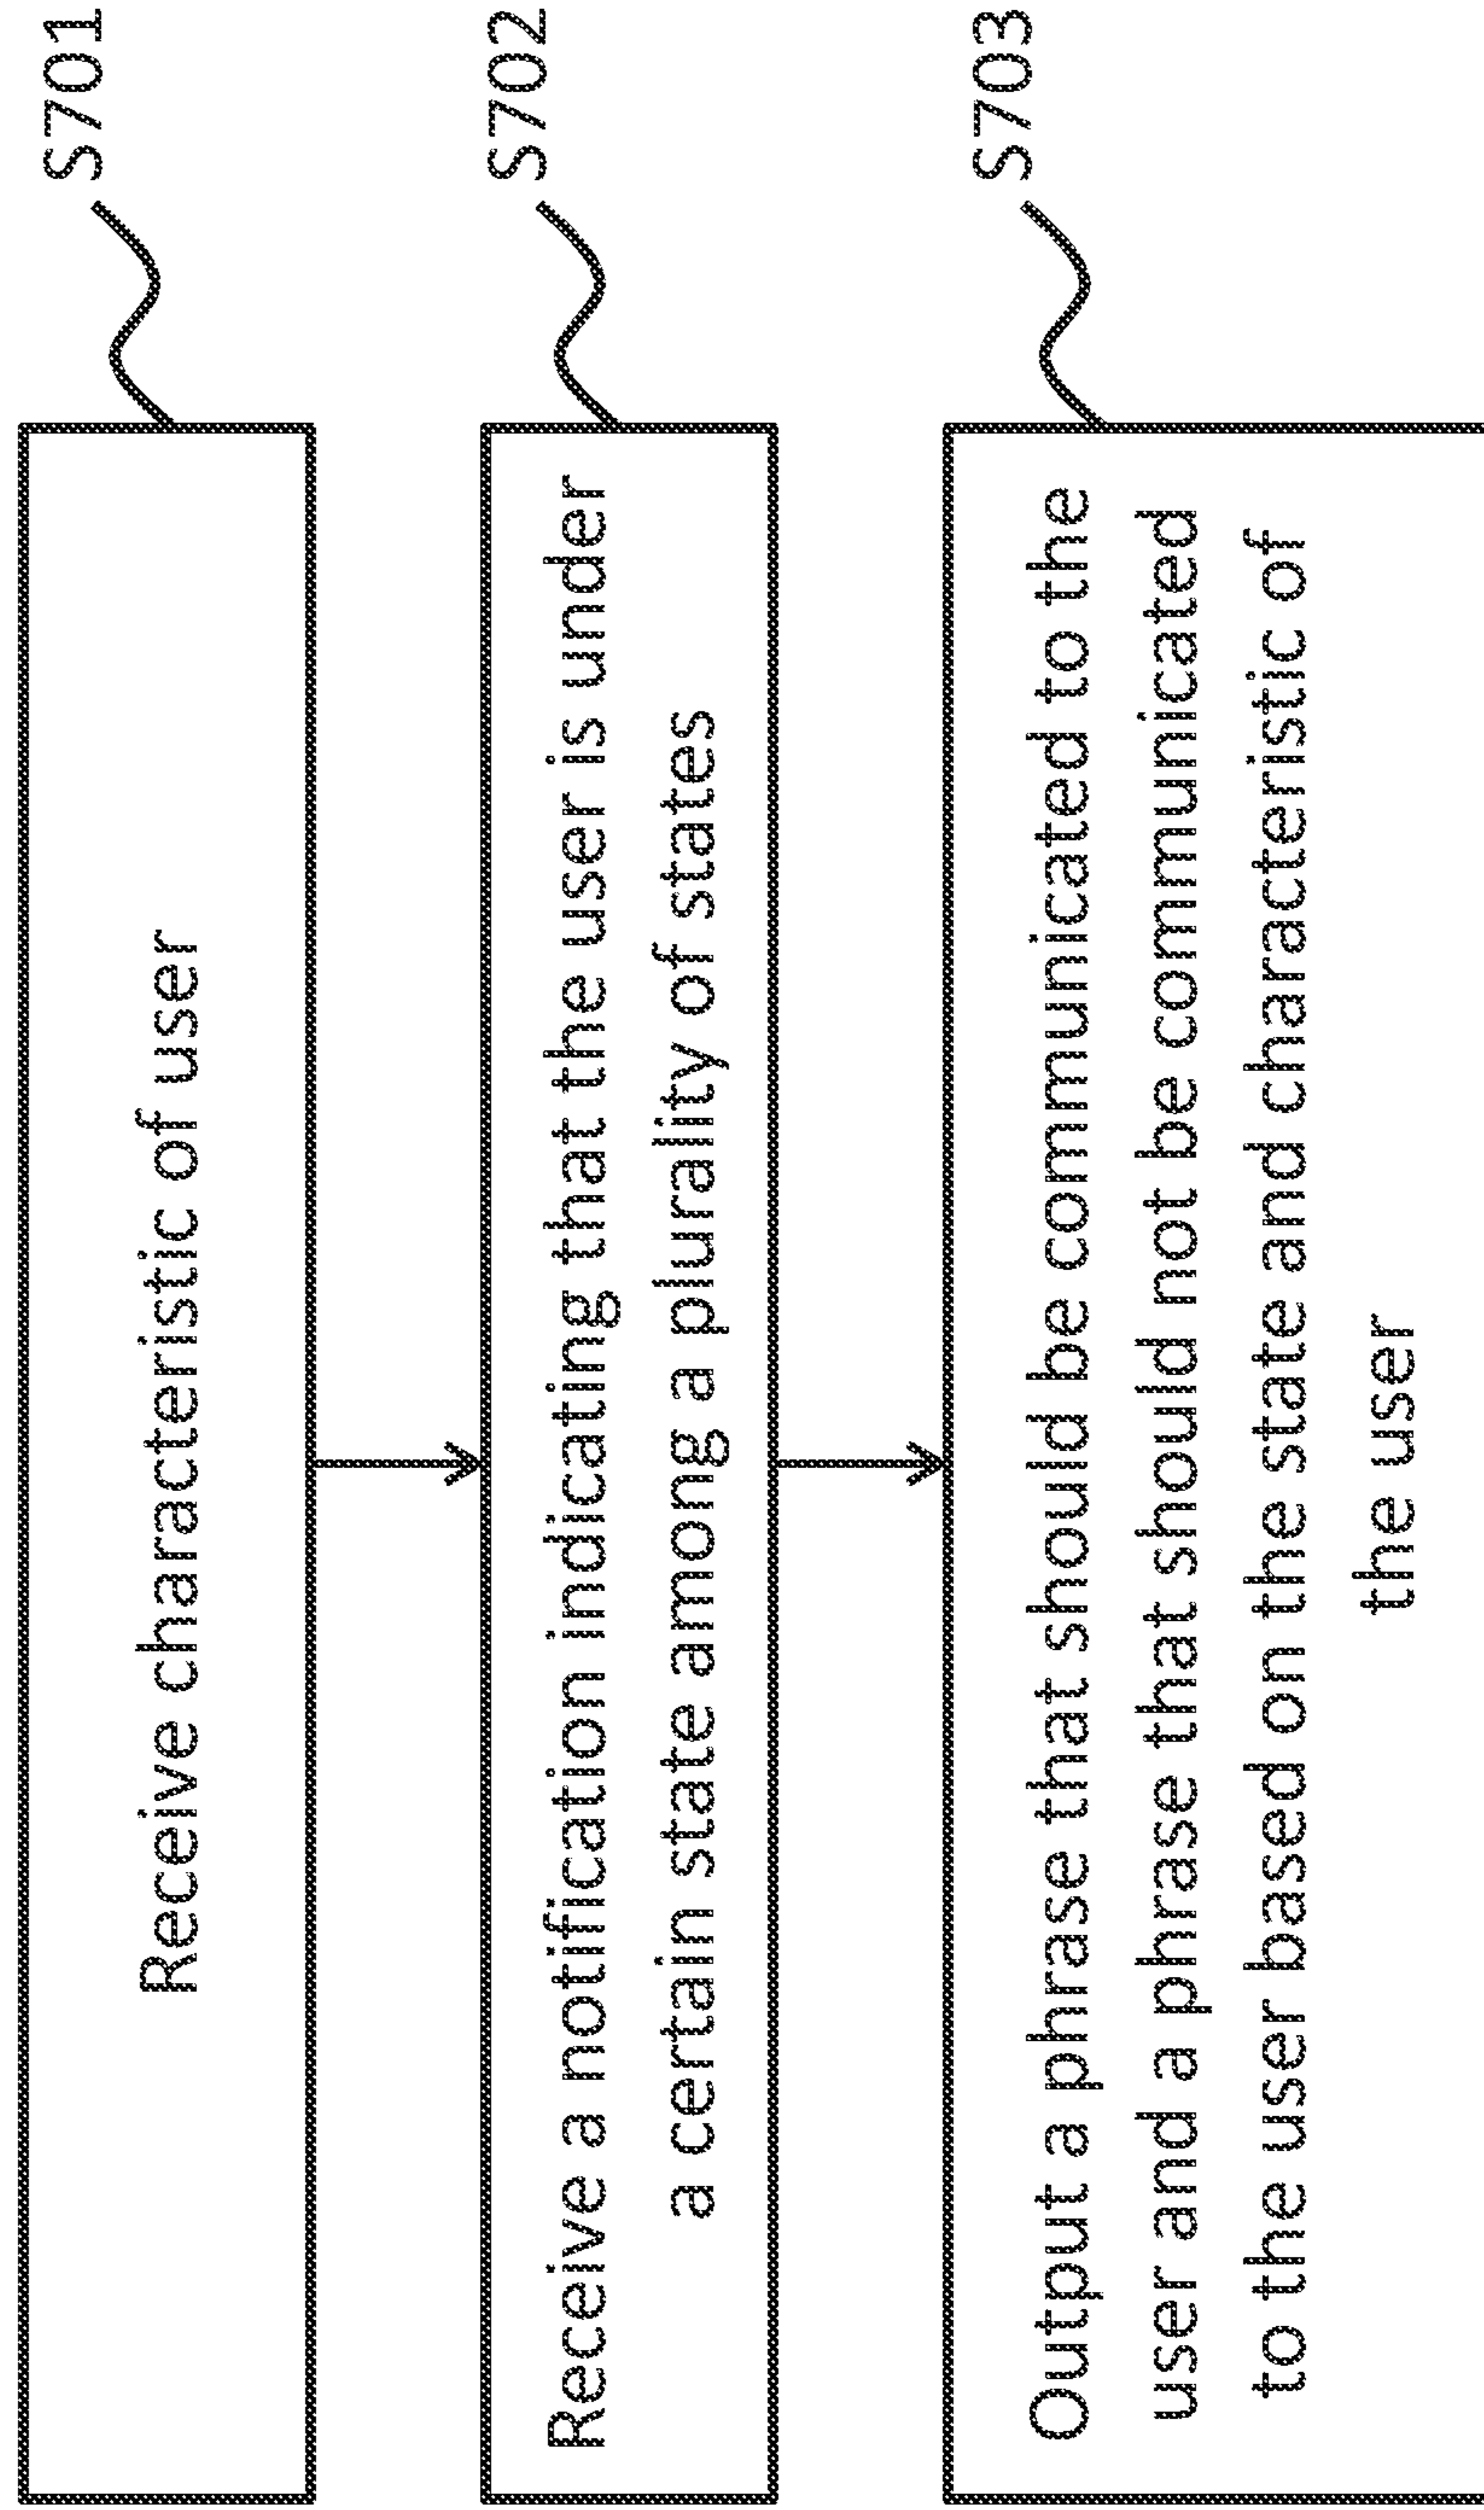 Receive characteristic of user
S701
Receive a notification indicating that the user is under
a certain state among a plurality of states
S702
Output a phrase that should be communicated to the
user and a phrase that should not be communicated
to the user based on the state and characteristic of
the user
S703